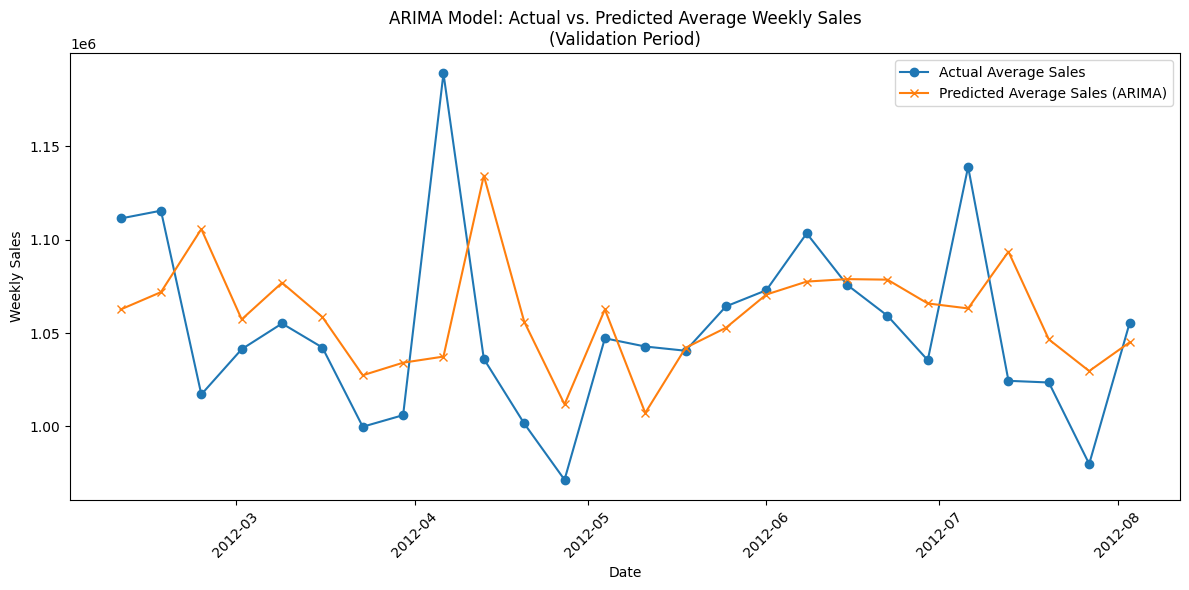 ARIMA Model: Actual vs. Predicted Average Weekly Sales
(Validation Period)
1e6
Actual Average Sales
Predicted Average Sales (ARIMA)
Weekly Sales
1.15
1.10
1.05
1.00
2012-03
2012-04
2012-05
2012-06
2012-07
2012-08
Date